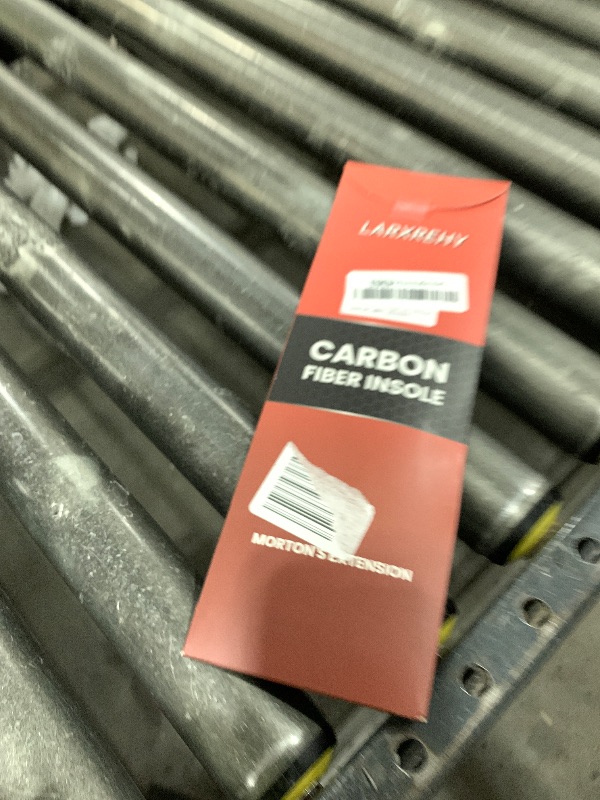 LARXREHY
CARBON
FIBER INSOLE
MORTON'S EXTENSION